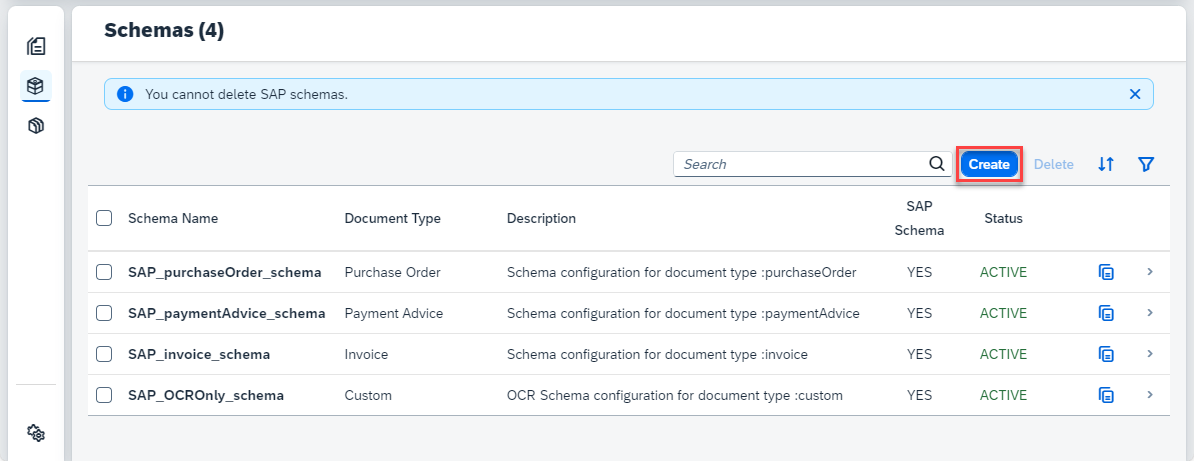 Schemas (4)
You cannot delete SAP schemas.
Search Create Delete
Schema Name Document Type Description SAP Schema Status
SAP_purchaseOrder_schema Purchase Order Schema configuration for document type :purchaseOrder YES ACTIVE
SAP_paymentAdvice_schema Payment Advice Schema configuration for document type :paymentAdvice YES ACTIVE
SAP_invoice_schema Invoice Schema configuration for document type :invoice YES ACTIVE
SAP_OCROnly_schema Custom OCR Schema configuration for document type :custom YES ACTIVE